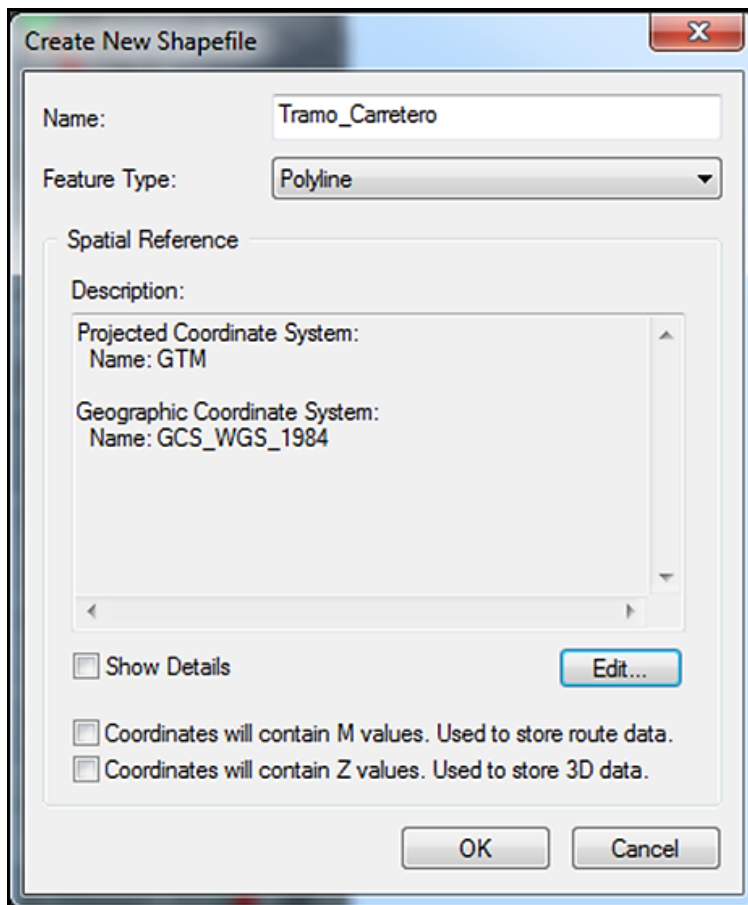 Create New Shapefile
Name:
Tramo_Carretero
Feature Type:
Polyline
Spatial Reference
Description:
Projected Coordinate System:
Name: GTM
Geographic Coordinate System:
Name: GCS_WGS_1984
Show Details
Edit...
Coordinates will contain M values. Used to store route data.
Coordinates will contain Z values. Used to store 3D data.
OK
Cancel